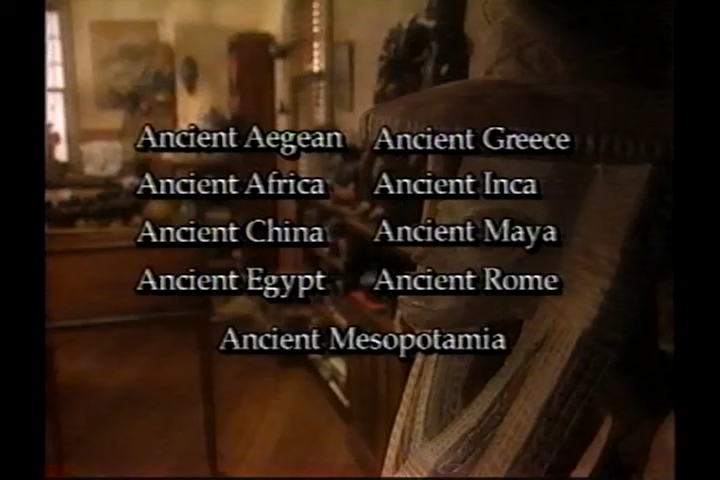 Ancient Aegean
Ancient Africa
Ancient China
Ancient Egypt
Ancient Greece
Ancient Inca
Ancient Maya
Ancient Rome
Ancient Mesopotamia